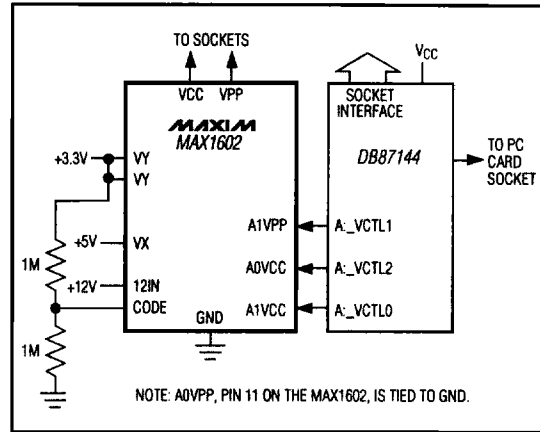 TO SOCKETS
VCC VPP
MAXIM
MAX1602
+3.3V VY
VY
+5V VX
+12V 12IN
CODE
1M
1M
GND
A1VPP
A0VCC
A1VCC
VCC
SOCKET
INTERFACE
DB87144
A:_VCTL1
A:_VCTL2
A:_VCTL0
TO PC
CARD
SOCKET
NOTE: A0VPP, PIN 11 ON THE MAX1602, IS TIED TO GND.